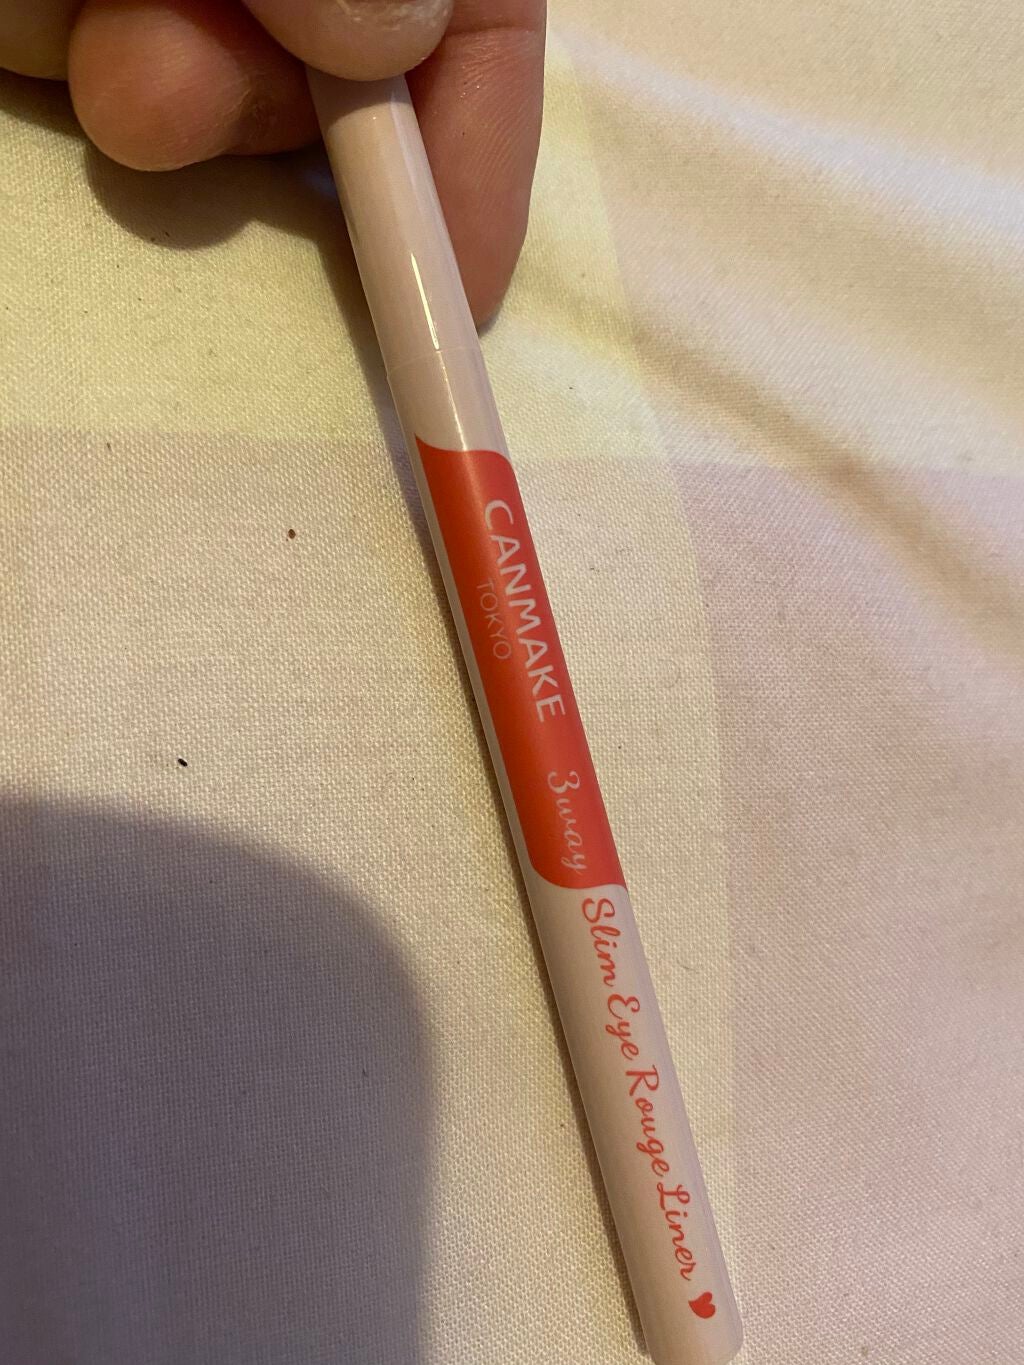 CANMAKE
TOKYO
3way
Slim Eye Rouge Liner